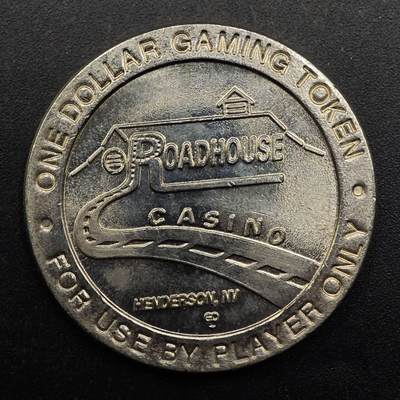 ONE DOLLAR GAMING TOKEN
ROADHOUSE
CASINO
HENDERSON, NV
FOR USE BY PLAYER ONLY